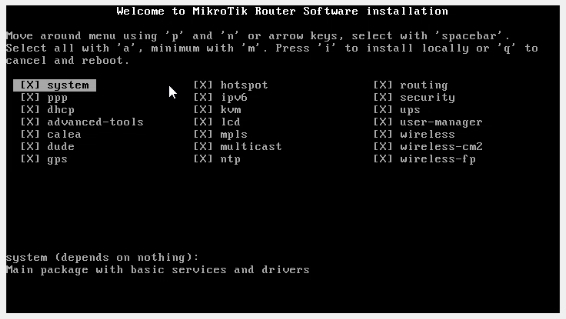 Welcome to MikroTik Router Software installation
Move around menu using 'p' and 'n' or arrow keys, select with 'spacebar'.
Select all with 'a', minimum with 'm'. Press 'i' to install locally or 'q' to
cancel and reboot.
[X] system [X] hotspot [X] routing
[X] ppp [X] ipv6 [X] security
[X] dhcp [X] kvm [X] ups
[X] advanced-tools [X] lcd [X] user-manager
[X] calea [X] mpls [X] wireless
[X] dude [X] multicast [X] wireless-cm2
[X] gps [X] ntp [X] wireless-fp
system (depends on nothing):
Main package with basic services and drivers